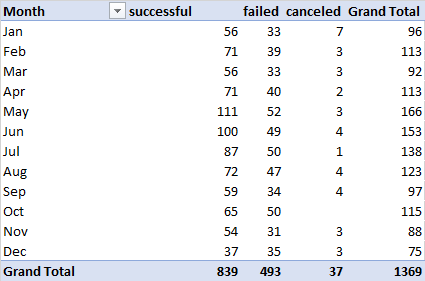 Month successful failed canceled Grand Total
Jan 56 33 7 96
Feb 71 39 3 113
Mar 56 33 3 92
Apr 71 40 2 113
May 111 52 3 166
Jun 100 49 4 153
Jul 87 50 1 138
Aug 72 47 4 123
Sep 59 34 4 97
Oct 65 50 115
Nov 54 31 3 88
Dec 37 35 3 75
Grand Total 839 493 37 1369